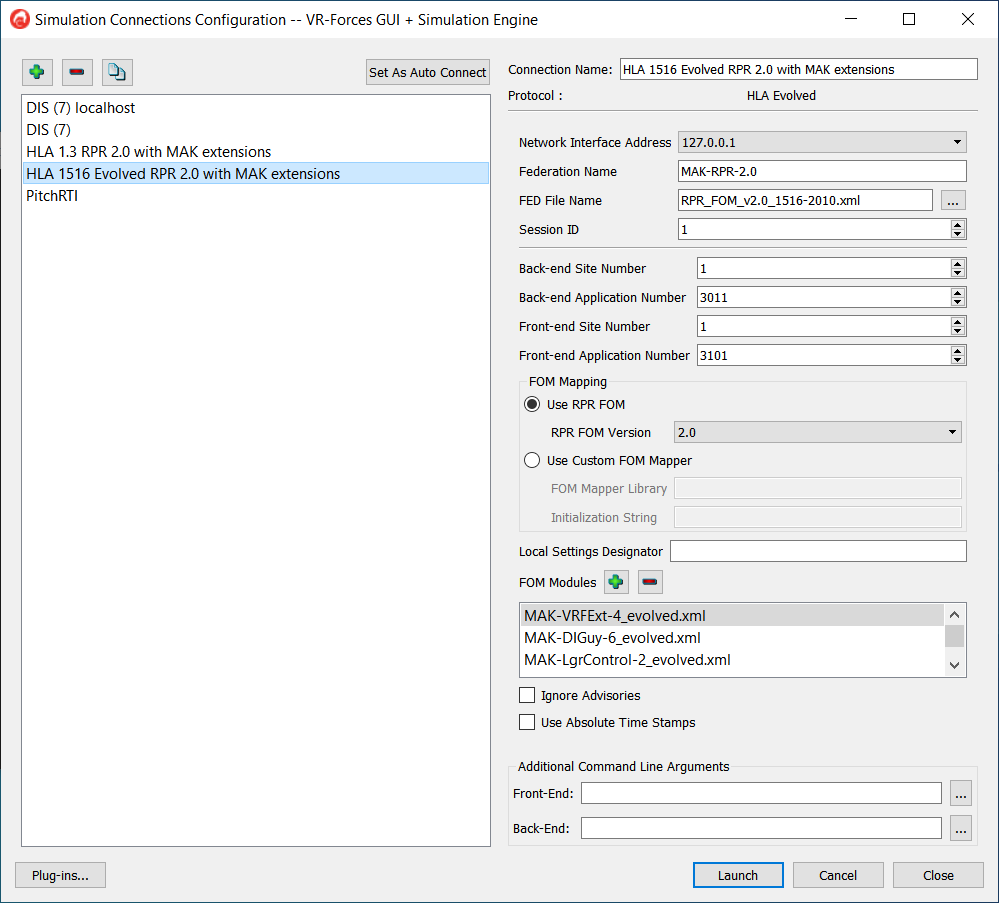 Simulation Connections Configuration -- VR-Forces GUI + Simulation Engine
Set As Auto Connect
DIS (7) localhost
DIS (7)
HLA 1.3 RPR 2.0 with MAK extensions
HLA 1516 Evolved RPR 2.0 with MAK extensions
PitchRTI
Connection Name: HLA 1516 Evolved RPR 2.0 with MAK extensions
Protocol : HLA Evolved
Network Interface Address 127.0.0.1
Federation Name MAK-RPR-2.0
FED File Name RPR_FOM_v2.0_1516-2010.xml ...
Session ID 1
Back-end Site Number 1
Back-end Application Number 3011
Front-end Site Number 1
Front-end Application Number 3101
FOM Mapping
Use RPR FOM
RPR FOM Version 2.0
Use Custom FOM Mapper
FOM Mapper Library
Initialization String
Local Settings Designator
FOM Modules
MAK-VRFExt-4_evolved.xml
MAK-DIGuy-6_evolved.xml
MAK-LgrControl-2_evolved.xml
Ignore Advisories
Use Absolute Time Stamps
Additional Command Line Arguments
Front-End: ...
Back-End: ...
Plug-ins... Launch Cancel Close